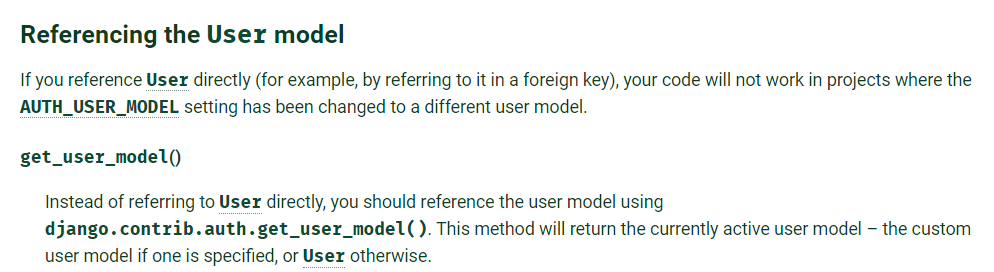 Referencing the User model
If you reference User directly (for example, by referring to it in a foreign key), your code will not work in projects where the
AUTH_USER_MODEL setting has been changed to a different user model.
get_user_model()
Instead of referring to User directly, you should reference the user model using
django.contrib.auth.get_user_model(). This method will return the currently active user model – the custom
user model if one is specified, or User otherwise.